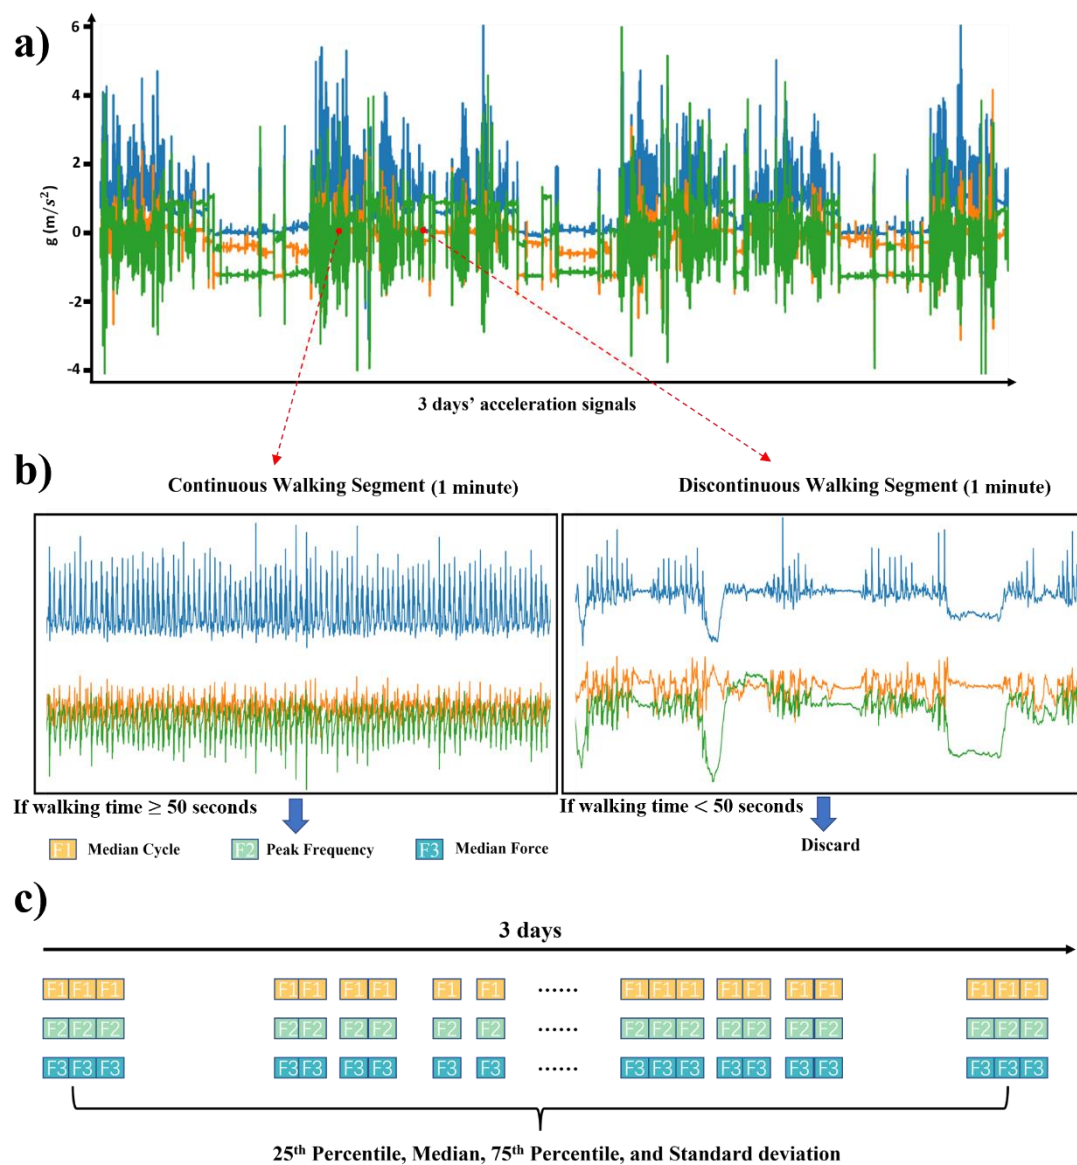 a)
6
4
2
0
-2
-4
g (m/s²)
3 days' acceleration signals
b)
Continuous Walking Segment (1 minute)
Discontinuous Walking Segment (1 minute)
If walking time ≥ 50 seconds
If walking time < 50 seconds
F1 Median Cycle F2 Peak Frequency F3 Median Force
Discard
c)
3 days
F1 F1 F1 F1 F1 F1 F1 F1 F1 ...... F1 F1 F1 F1 F1 F1 F1 F1 F1 F1
F2 F2 F2 F2 F2 F2 F2 F2 F2 ...... F2 F2 F2 F2 F2 F2 F2 F2 F2 F2
F3 F3 F3 F3 F3 F3 F3 F3 F3 ...... F3 F3 F3 F3 F3 F3 F3 F3 F3 F3
25th Percentile, Median, 75th Percentile, and Standard deviation